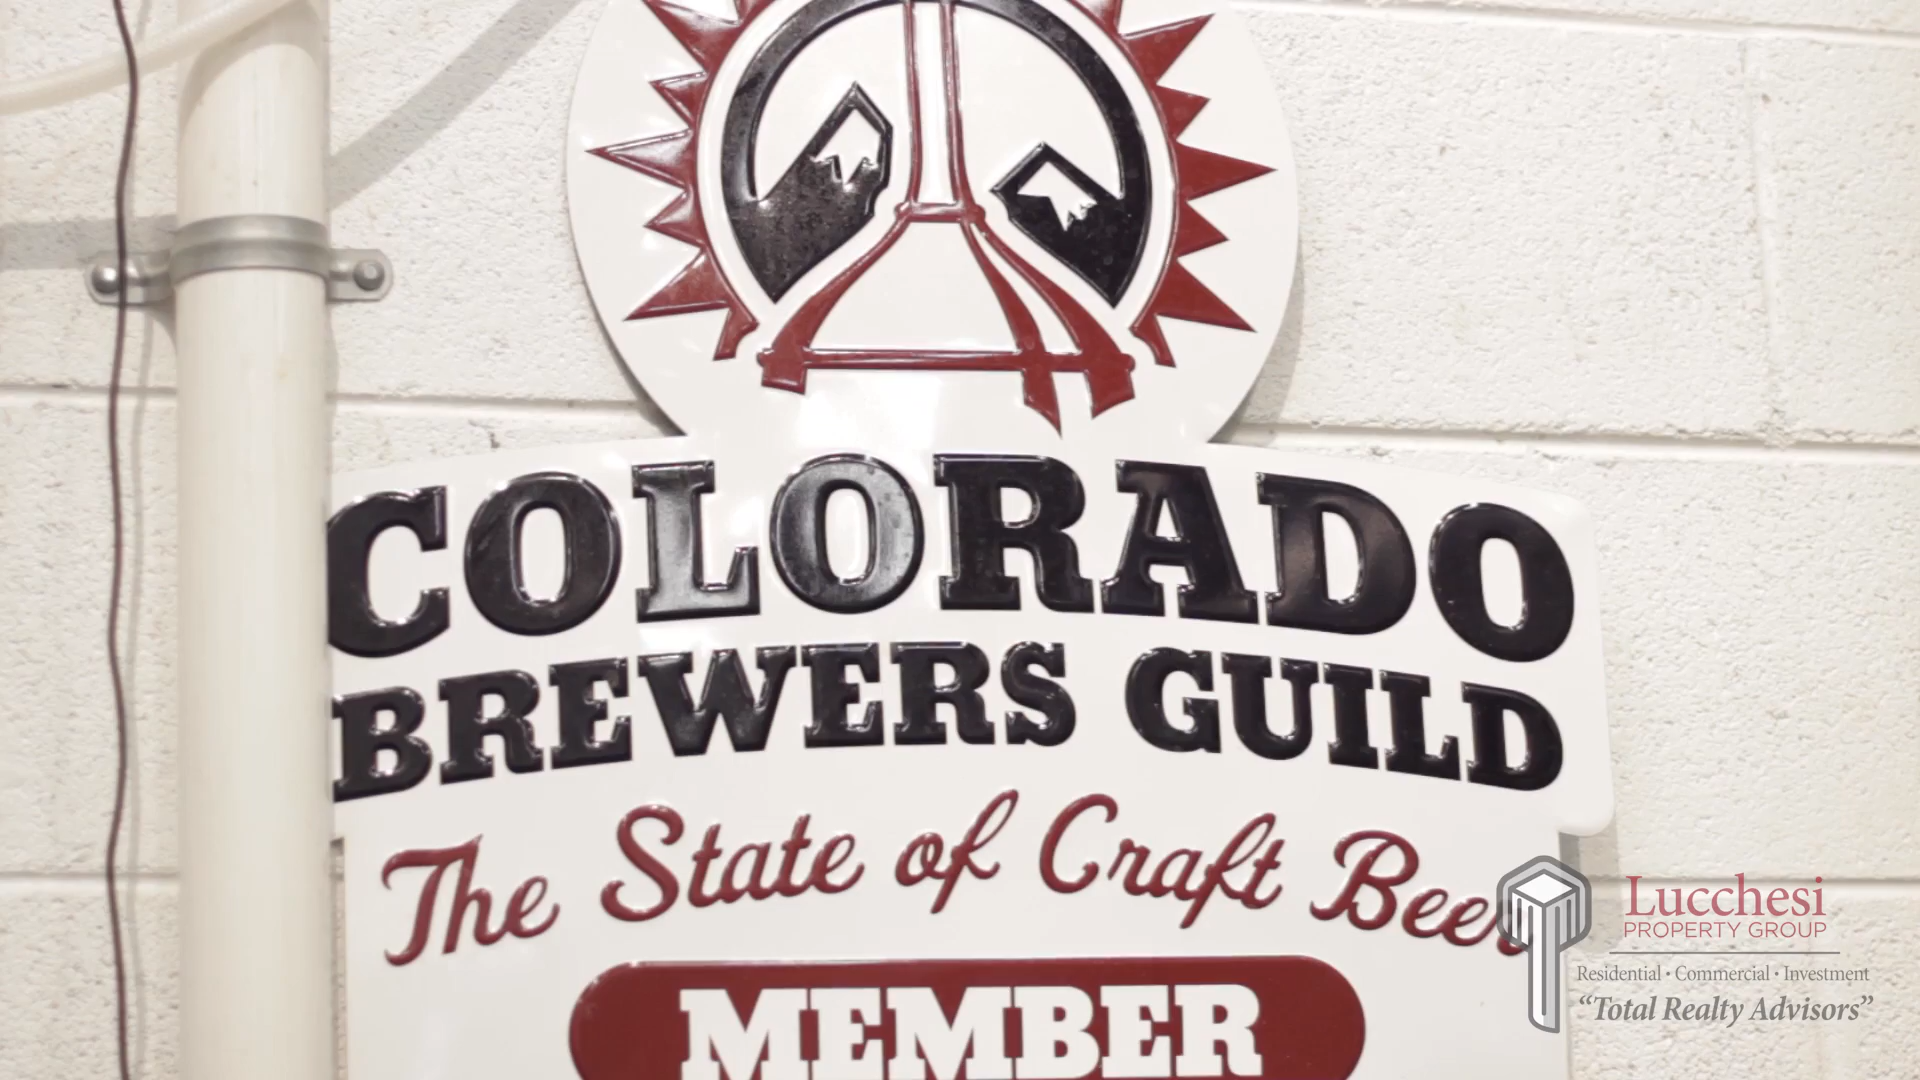 COLORADO
BREWERS GUILD
The State of Craft Beer
MEMBER
Lucchesi
PROPERTY GROUP
Residential • Commercial • Investment
“Total Realty Advisors”